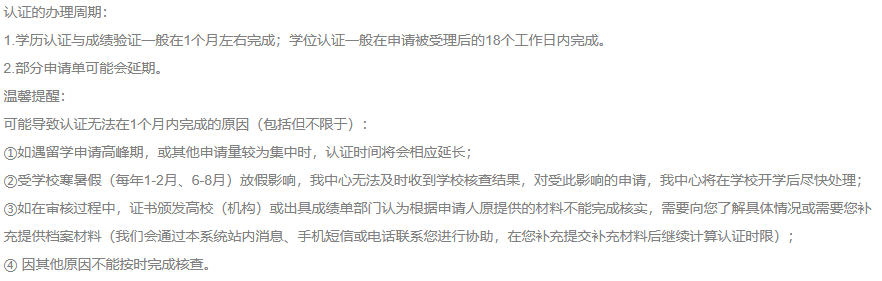 认证的办理周期：
1.学历认证与成绩验证一般在1个月左右完成；学位认证一般在申请被受理后的18个工作日内完成。
2.部分申请单可能会延期。
温馨提醒：
可能导致认证无法在1个月内完成的原因（包括但不限于）：
①如遇留学申请高峰期，或其他申请量较为集中时，认证时间将会相应延长；
②受学校寒暑假（每年1-2月、6-8月）放假影响，我中心无法及时收到学校核查结果，对受此影响的申请，我中心将在学校开学后尽快处理；
③如在审核过程中，证书颁发高校（机构）或出具成绩单部门认为根据申请人原提供的材料不能完成核实，需要向您了解具体情况或需要您补
充提供档案材料（我们会通过本系统站内消息、手机短信或电话联系您进行协助，在您补充提交补充材料后继续计算认证时限）；
④ 因其他原因不能按时完成核查。